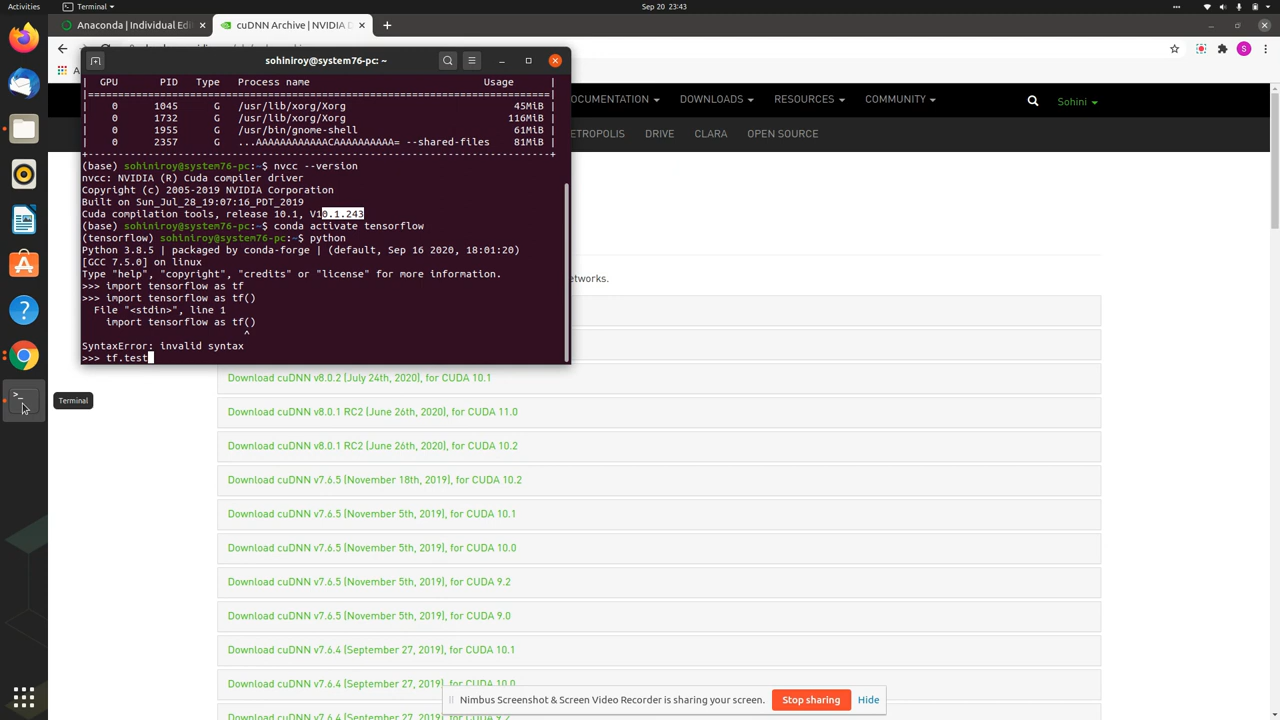 Activities
Terminal
Sep 20 23:43
Anaconda | Individual Edi
cuDNN Archive | NVIDIA D
sohiniroy@system76-pc: ~
| GPU PID Type Process name Usage |
|=============================================================================|
| 0 1045 G /usr/lib/xorg/Xorg 45MiB |
| 0 1732 G /usr/lib/xorg/Xorg 116MiB |
| 0 1955 G /usr/bin/gnome-shell 61MiB |
| 0 2357 G ...AAAAAAAAACAAAAAAAAAA= --shared-files 81MiB |
+-----------------------------------------------------------------------------+
(base) sohiniroy@system76-pc:~$ nvcc --version
nvcc: NVIDIA (R) Cuda compiler driver
Copyright (c) 2005-2019 NVIDIA Corporation
Built on Sun_Jul_28_19:07:16_PDT_2019
Cuda compilation tools, release 10.1, V10.1.243
(base) sohiniroy@system76-pc:~$ conda activate tensorflow
(tensorflow) sohiniroy@system76-pc:~$ python
Python 3.8.5 | packaged by conda-forge | (default, Sep 16 2020, 18:01:20)
[GCC 7.5.0] on linux
Type "help", "copyright", "credits" or "license" for more information.
>>> import tensorflow as tf
>>> import tensorflow as tf()
File "<stdin>", line 1
import tensorflow as tf()
^
SyntaxError: invalid syntax
>>> tf.test
OCUMENTATION
DOWNLOADS
RESOURCES
COMMUNITY
Sohini
ETROPOLIS
DRIVE
CLARA
OPEN SOURCE
etworks.
Terminal
Download cuDNN v8.0.2 (July 24th, 2020), for CUDA 10.1
Download cuDNN v8.0.1 RC2 (June 26th, 2020), for CUDA 11.0
Download cuDNN v8.0.1 RC2 (June 26th, 2020), for CUDA 10.2
Download cuDNN v7.6.5 (November 18th, 2019), for CUDA 10.2
Download cuDNN v7.6.5 (November 5th, 2019), for CUDA 10.1
Download cuDNN v7.6.5 (November 5th, 2019), for CUDA 10.0
Download cuDNN v7.6.5 (November 5th, 2019), for CUDA 9.2
Download cuDNN v7.6.5 (November 5th, 2019), for CUDA 9.0
Download cuDNN v7.6.4 (September 27, 2019), for CUDA 10.1
Download cuDNN v7.6.4 (September 27, 2019), for CUDA 10.0
Nimbus Screenshot & Screen Video Recorder is sharing your screen.
Stop sharing
Hide